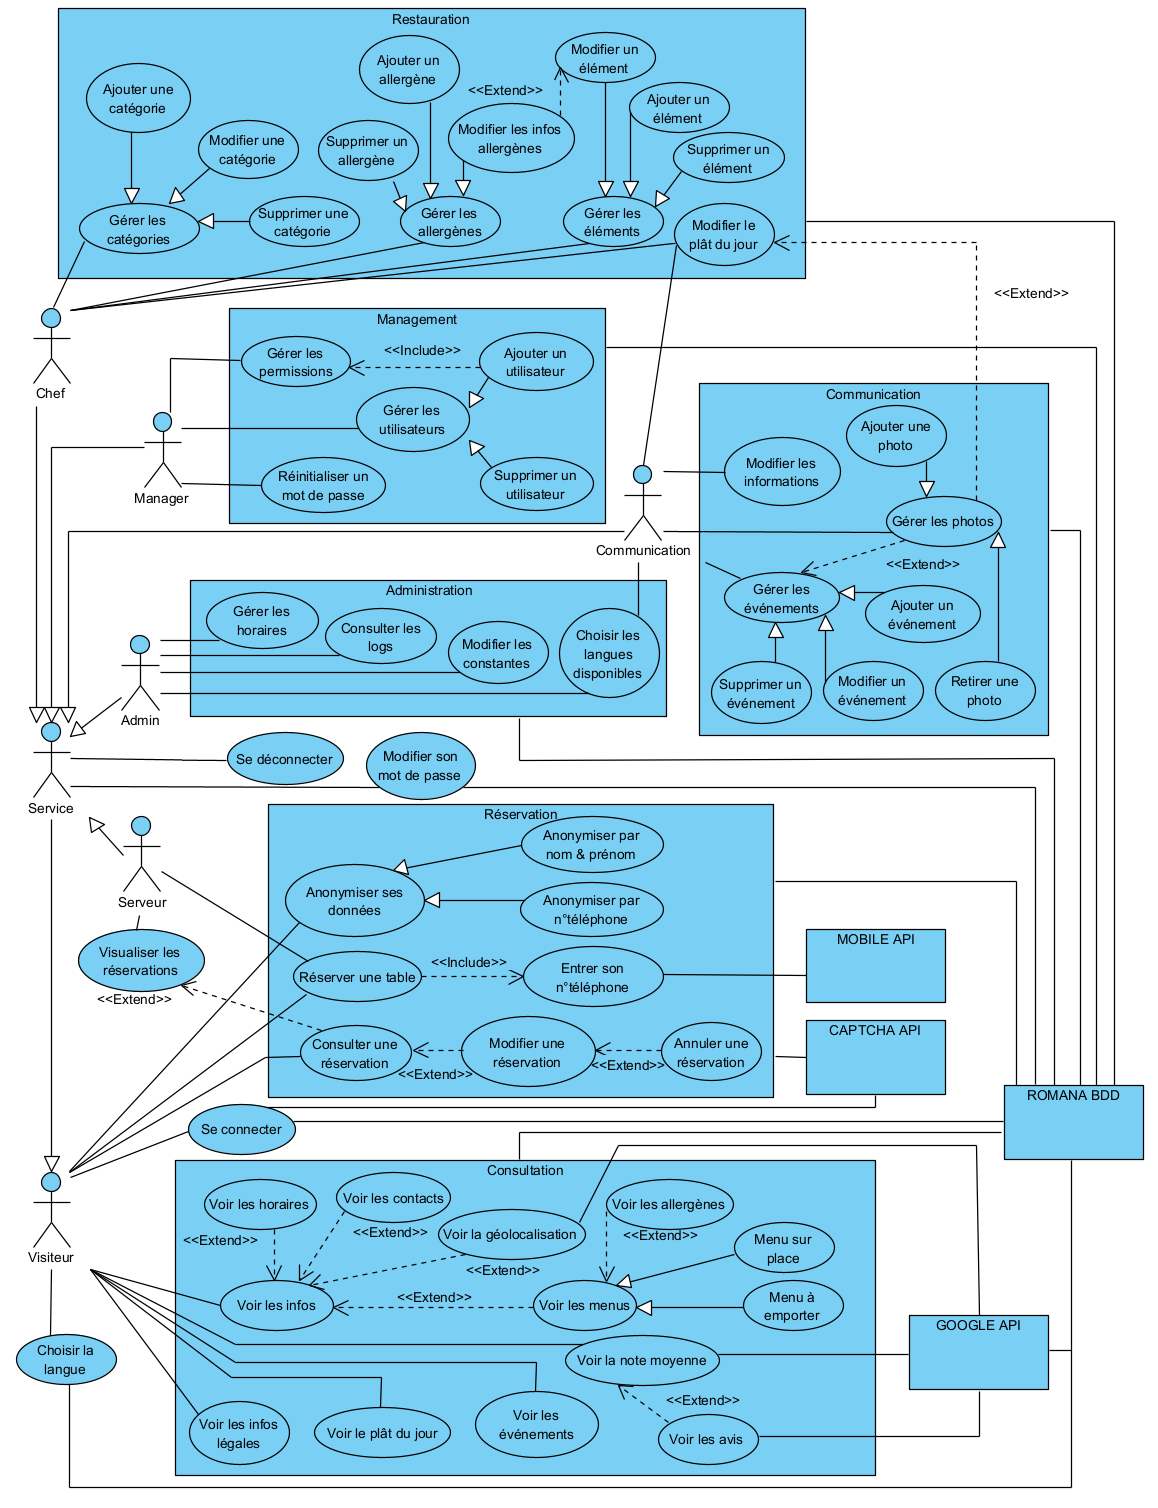 Restauration
Ajouter une
catégorie
Modifier une
catégorie
Supprimer une
catégorie
Gérer les
catégories
Ajouter un
allergène
Supprimer un
allergène
<<Extend>>
Modifier les infos
allergènes
Gérer les
allergènes
Modifier un
élément
Ajouter un
élément
Supprimer un
élément
Gérer les
éléments
Modifier le
plât du jour
<<Extend>>
Chef
Management
Gérer les
permissions
<<Include>>
Ajouter un
utilisateur
Gérer les
utilisateurs
Réinitialiser un
mot de passe
Supprimer un
utilisateur
Manager
Communication
Communication
Ajouter une
photo
Modifier les
informations
Gérer les photos
<<Extend>>
Gérer les
événements
Ajouter un
événement
Supprimer un
événement
Modifier un
événement
Retirer une
photo
Administration
Gérer les
horaires
Consulter les
logs
Modifier les
constantes
Choisir les
langues
disponibles
Admin
Service
Se déconnecter
Modifier son
mot de passe
Réservation
Anonymiser par
nom & prénom
Anonymiser ses
données
Anonymiser par
n°téléphone
Serveur
Visualiser les
réservations
<<Extend>>
Réserver une table
<<Include>>
Entrer son
n°téléphone
Consulter une
réservation
<<Extend>>
Modifier une
réservation
<<Extend>>
Annuler une
réservation
MOBILE API
CAPTCHA API
ROMANA BDD
Se connecter
Visiteur
Consultation
Voir les horaires
<<Extend>>
Voir les contacts
<<Extend>>
Voir la géolocalisation
<<Extend>>
Voir les allergènes
<<Extend>>
Menu sur
place
Voir les infos
<<Extend>>
Voir les menus
Menu à
emporter
GOOGLE API
Choisir la
langue
Voir la note moyenne
<<Extend>>
Voir les infos
légales
Voir le plât du jour
Voir les
événements
Voir les avis